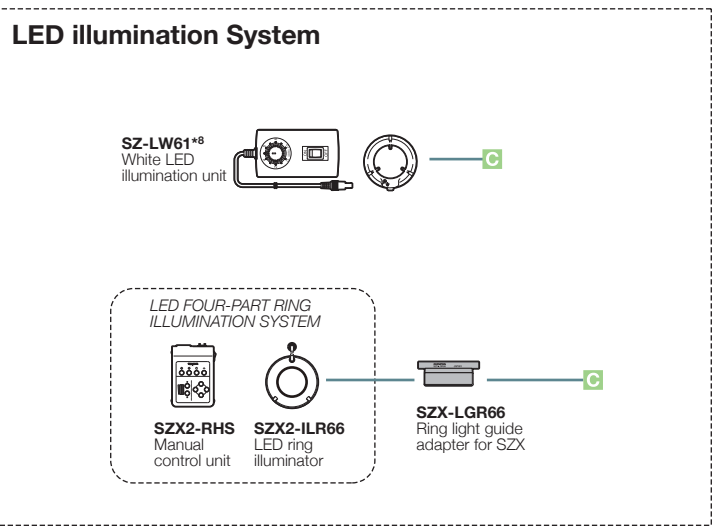 LED illumination System
SZ-LW61*8
White LED
illumination unit
C
LED FOUR-PART RING
ILLUMINATION SYSTEM
SZX2-RHS
Manual
control unit
SZX2-ILR66
LED ring
illuminator
SZX-LGR66
Ring light guide
adapter for SZX
C